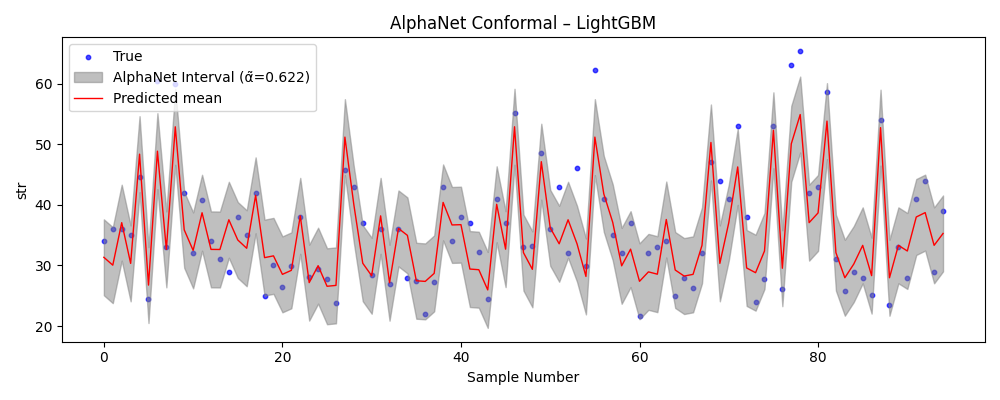 AlphaNet Conformal – LightGBM
True
AlphaNet Interval (α̃=0.622)
Predicted mean
60
50
40
30
20
str
0
20
40
60
80
Sample Number